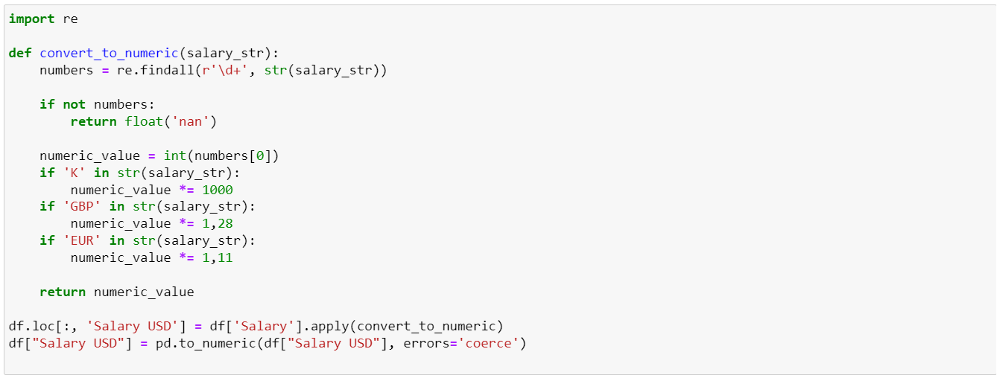 import re
def convert_to_numeric(salary_str):
    numbers = re.findall(r'\d+', str(salary_str))
    if not numbers:
        return float('nan')
    numeric_value = int(numbers[0])
    if 'K' in str(salary_str):
        numeric_value *= 1000
    if 'GBP' in str(salary_str):
        numeric_value *= 1,28
    if 'EUR' in str(salary_str):
        numeric_value *= 1,11
    return numeric_value
df.loc[:, 'Salary USD'] = df['Salary'].apply(convert_to_numeric)
df["Salary USD"] = pd.to_numeric(df["Salary USD"], errors='coerce')